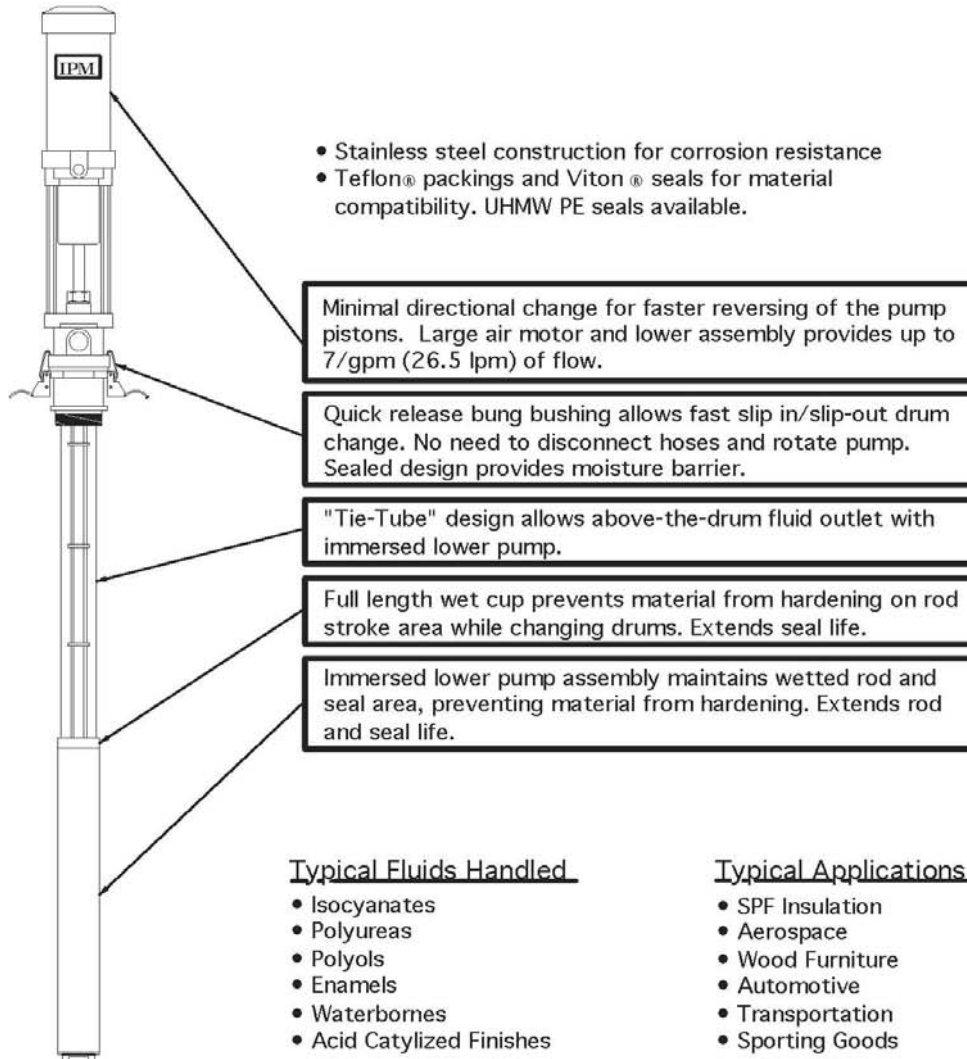 IPM
• Stainless steel construction for corrosion resistance
• Teflon® packings and Viton ® seals for material
compatibility. UHMW PE seals available.
Minimal directional change for faster reversing of the pump
pistons. Large air motor and lower assembly provides up to
7/gpm (26.5 lpm) of flow.
Quick release bung bushing allows fast slip in/slip-out drum
change. No need to disconnect hoses and rotate pump.
Sealed design provides moisture barrier.
"Tie-Tube" design allows above-the-drum fluid outlet with
immersed lower pump.
Full length wet cup prevents material from hardening on rod
stroke area while changing drums. Extends seal life.
Immersed lower pump assembly maintains wetted rod and
seal area, preventing material from hardening. Extends rod
and seal life.
Typical Fluids Handled
• Isocyanates
• Polyureas
• Polyols
• Enamels
• Waterbornes
• Acid Catylized Finishes
Typical Applications
• SPF Insulation
• Aerospace
• Wood Furniture
• Automotive
• Transportation
• Sporting Goods